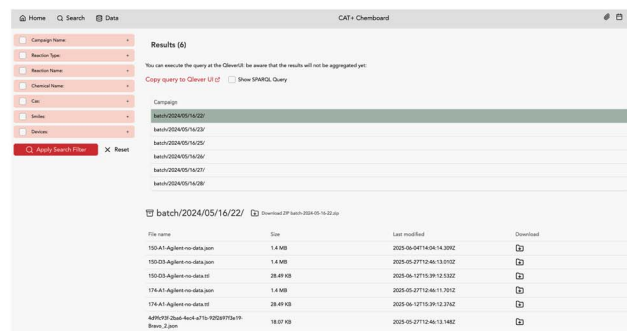 Home Search Data CAT+ Chemboard
Campaign Name:
Reaction Type:
Reaction Name:
Chemical Name:
Cas:
Smiles:
Devices:
Apply Search Filter Reset
Results (6)
You can execute the query at the QleverUI: be aware that the results will not be aggregated yet:
Copy query to Qlever UI Show SPARQL Query
Campaign
batch/2024/05/16/22/
batch/2024/05/16/23/
batch/2024/05/16/25/
batch/2024/05/16/26/
batch/2024/05/16/27/
batch/2024/05/16/28/
batch/2024/05/16/22/ Download ZIP batch-2024-05-16-22.zip
File name Size Last modified Download
150-A1-Agilent-no-data.json 1.4 MB 2025-06-04T14:04:14.309Z
150-D3-Agilent-no-data.json 1.4 MB 2025-05-27T12:46:13.010Z
150-D3-Agilent-no-data.ttl 28.49 KB 2025-06-12T15:39:12.532Z
174-A1-Agilent-no-data.json 1.4 MB 2025-05-27T12:46:11.701Z
174-A1-Agilent-no-data.ttl 28.49 KB 2025-06-12T15:39:12.376Z
4d9fc93f-2ba6-4ec4-a71b-92f2697f3e19-
Bravo_2.json 18.07 KB 2025-05-27T12:46:13.148Z